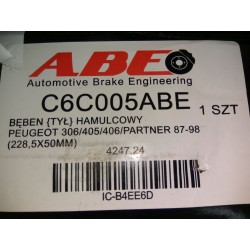 ABE
Automotive Brake Engineering
C6C005ABE 1 SZT
BĘBEN {TYŁ} HAMULCOWY
PEUGEOT 306/405/406/PARTNER 87-98
(228,5X50MM)
4247.24
IC-B4EE6D